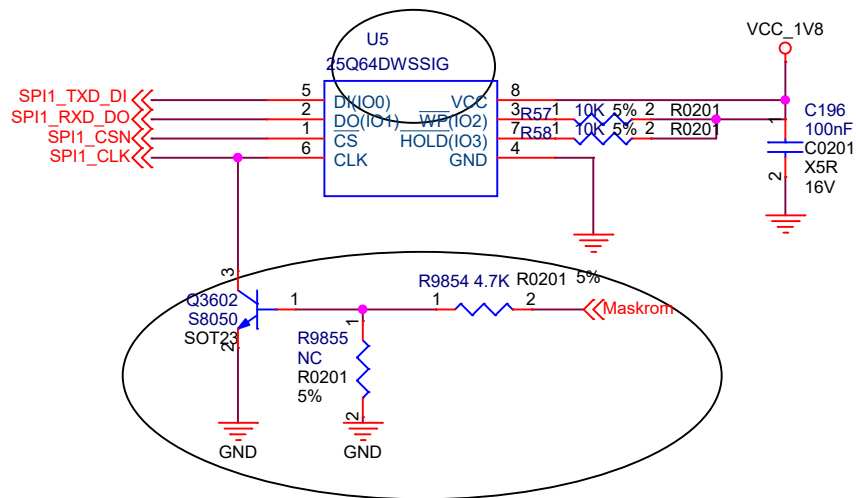 VCC_1V8
U5
25Q64DWSSIG
SPI1_TXD_DI 5 DI(IO0) VCC 8
SPI1_RXD_DO 2 DO(IO1) WP(IO2) 3 R57 1 10K 5% 2 R0201
SPI1_CSN 1 CS HOLD(IO3) 7 R58 1 10K 5% 2 R0201
SPI1_CLK 6 CLK GND 4
1
C196
100nF
C0201
X5R
16V
2
3
Q3602
S8050
SOT23
1
2
R9854 4.7K R0201 5%
1 2 Maskrom
1
R9855
NC
R0201
5%
2
GND GND